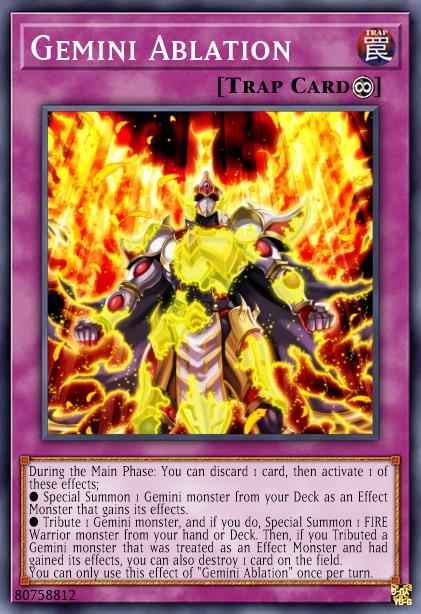 Gemini Ablation
TRAP
罠
[Trap Card]
During the Main Phase: You can discard 1 card, then activate 1 of
these effects;
● Special Summon 1 Gemini monster from your Deck as an Effect
Monster that gains its effects.
● Tribute 1 Gemini monster, and if you do, Special Summon 1 FIRE
Warrior monster from your hand or Deck. Then, if you Tributed a
Gemini monster that was treated as an Effect Monster and had
gained its effects, you can also destroy 1 card on the field.
You can only use this effect of "Gemini Ablation" once per turn.
80758812